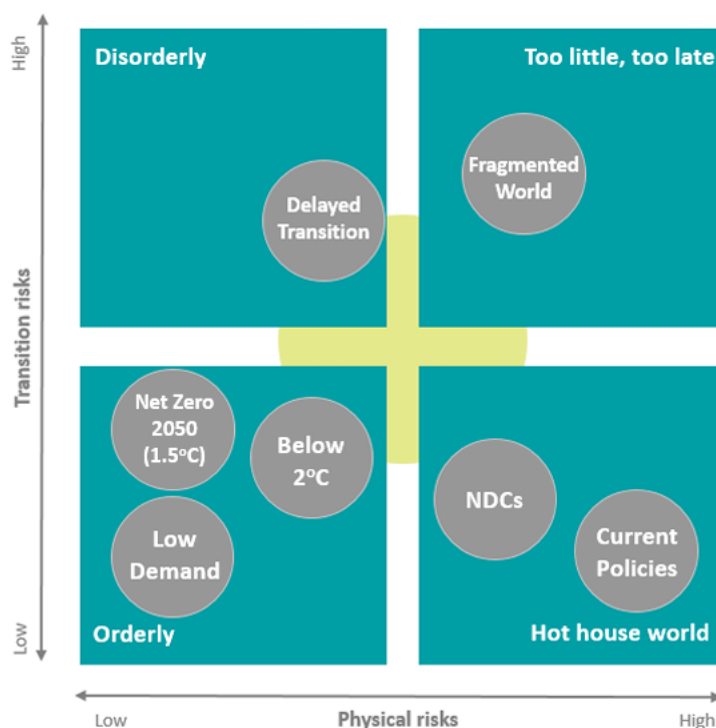 High
Transition risks
Low
Disorderly
Too little, too late
Delayed
Transition
Fragmented
World
Net Zero
2050
(1.5°C)
Below
2°C
Low
Demand
Orderly
NDCs
Current
Policies
Hot house world
Low
Physical risks
High